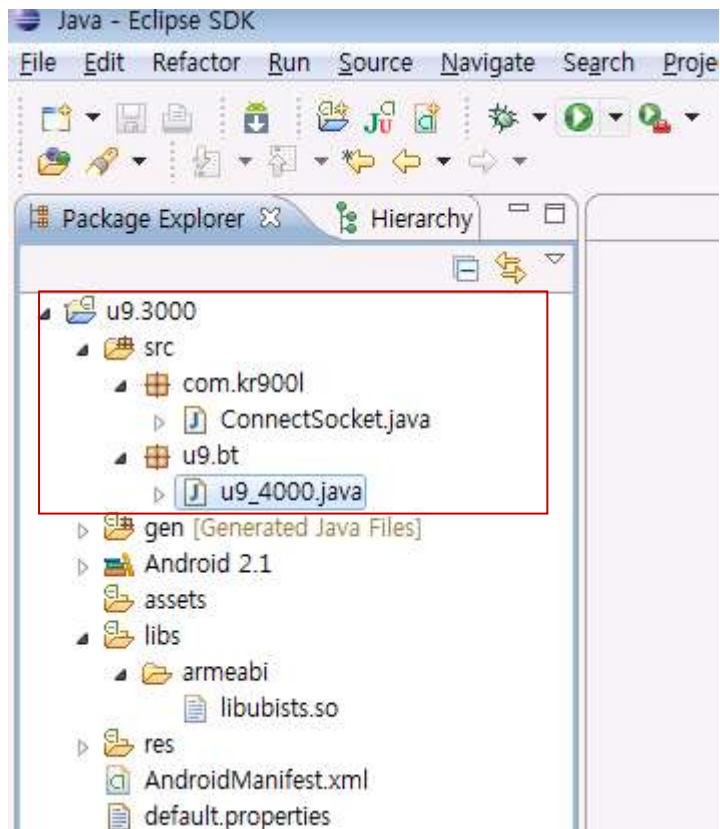 Java - Eclipse SDK
File Edit Refactor Run Source Navigate Search Proje
Package Explorer Hierarchy
u9.3000
src
com.kr900l
ConnectSocket.java
u9.bt
u9_4000.java
gen [Generated Java Files]
Android 2.1
assets
libs
armeabi
libubists.so
res
AndroidManifest.xml
default.properties